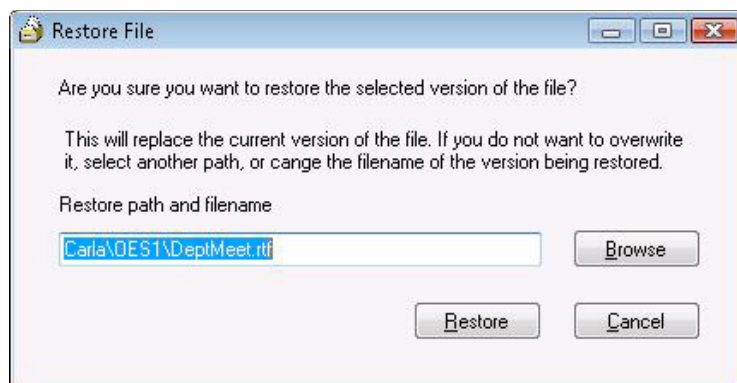 Restore File
Are you sure you want to restore the selected version of the file?
This will replace the current version of the file. If you do not want to overwrite
it, select another path, or cange the filename of the version being restored.
Restore path and filename
Carla\OES1\DeptMeet.rtf
Browse
Restore
Cancel